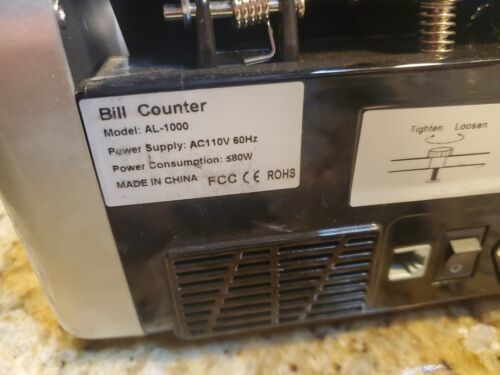 Bill Counter
Model: AL-1000
Power Supply: AC110V 60Hz
Power Consumption: ≤80W
MADE IN CHINA FCC CE ROHS
Tighten Loosen